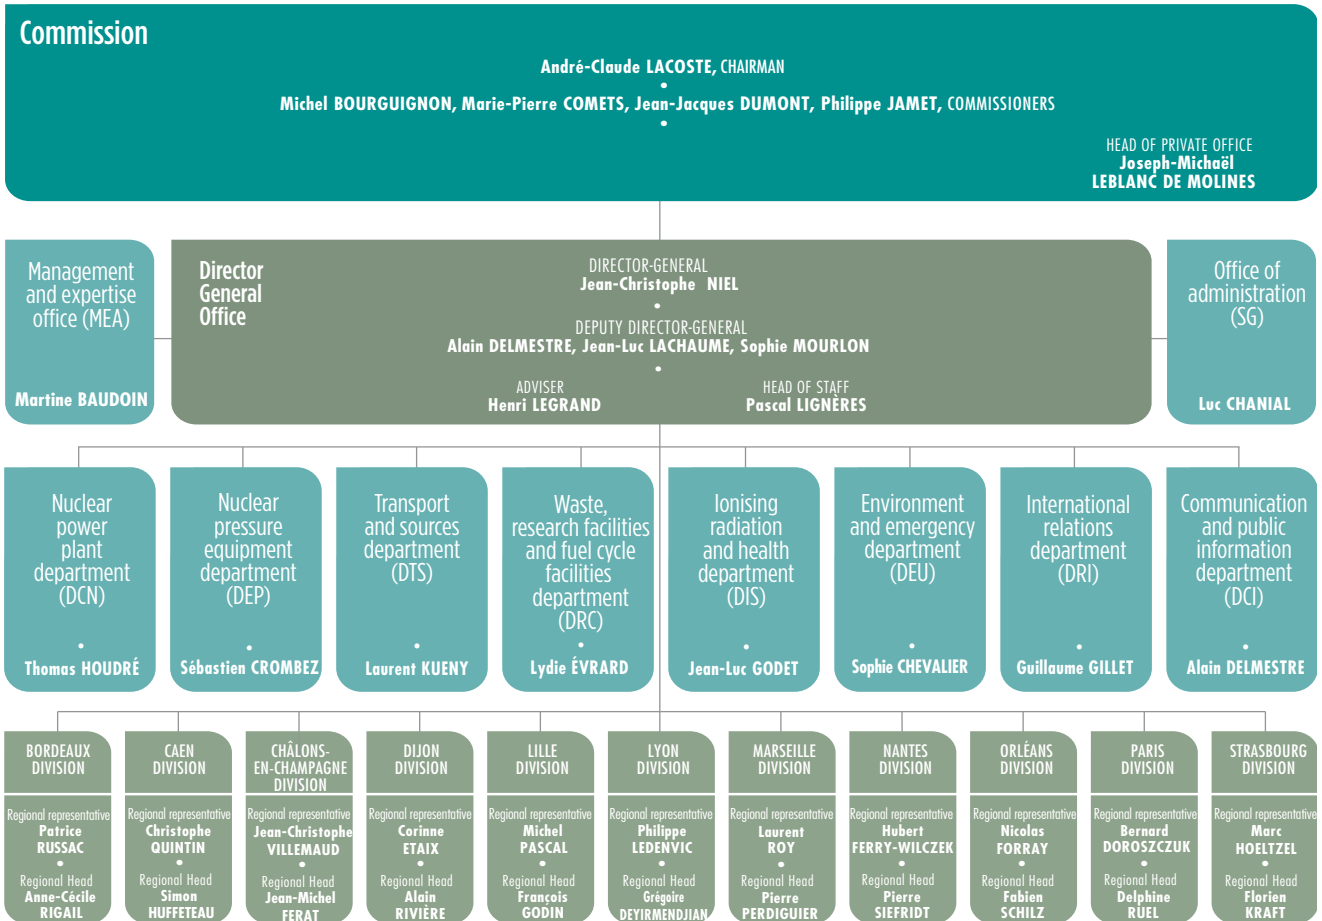 Commission
André-Claude LACOSTE, CHAIRMAN
•
Michel BOURGUIGNON, Marie-Pierre COMETS, Jean-Jacques DUMONT, Philippe JAMET, COMMISSIONERS
•
HEAD OF PRIVATE OFFICE
Joseph-Michaël
LEBLANC DE MOLINES
Management
and expertise
office (MEA)
Martine BAUDOIN
Director
General
Office
DIRECTOR-GENERAL
Jean-Christophe NIEL
•
DEPUTY DIRECTOR-GENERAL
Alain DELMESTRE, Jean-Luc LACHAUME, Sophie MOURLON
•
ADVISER
Henri LEGRAND
HEAD OF STAFF
Pascal LIGNÈRES
Office of
administration
(SG)
Luc CHANIAL
Nuclear
power
plant
department
(DCN)
•
Thomas HOUDRÉ
Nuclear
pressure
equipment
department
(DEP)
•
Sébastien CROMBEZ
Transport
and sources
department
(DTS)
•
Laurent KUENY
Waste,
research facilities
and fuel cycle
facilities
department
(DRC)
•
Lydie ÉVRARD
Ionising
radiation
and health
department
(DIS)
•
Jean-Luc GODET
Environment
and emergency
department
(DEU)
•
Sophie CHEVALIER
International
relations
department
(DRI)
•
Guillaume GILLET
Communication
and public
information
department
(DCI)
•
Alain DELMESTRE
BORDEAUX
DIVISION
Regional representative
Patrice
RUSSAC
•
Regional Head
Anne-Cécile
RIGAIL
CAEN
DIVISION
Regional representative
Christophe
QUINTIN
•
Regional Head
Simon
HUFFETEAU
CHÂLONS-
EN-CHAMPAGNE
DIVISION
Regional representative
Jean-Christophe
VILLEMAUD
•
Regional Head
Jean-Michel
FERAT
DIJON
DIVISION
Regional representative
Corinne
ETAIX
•
Regional Head
Alain
RIVIÈRE
LILLE
DIVISION
Regional representative
Michel
PASCAL
•
Regional Head
François
GODIN
LYON
DIVISION
Regional representative
Philippe
LEDENVIC
•
Regional Head
Grégoire
DEYIRMENDJIAN
MARSEILLE
DIVISION
Regional representative
Laurent
ROY
•
Regional Head
Pierre
PERDIGUIER
NANTES
DIVISION
Regional representative
Hubert
FERRY-WILCZEK
•
Regional Head
Pierre
SIEFRIDT
ORLÉANS
DIVISION
Regional representative
Nicolas
FORRAY
•
Regional Head
Fabien
SCHILZ
PARIS
DIVISION
Regional representative
Bernard
DOROSZCZUK
•
Regional Head
Delphine
RUEL
STRASBOURG
DIVISION
Regional representative
Marc
HOELTZEL
•
Regional Head
Florien
KRAFT